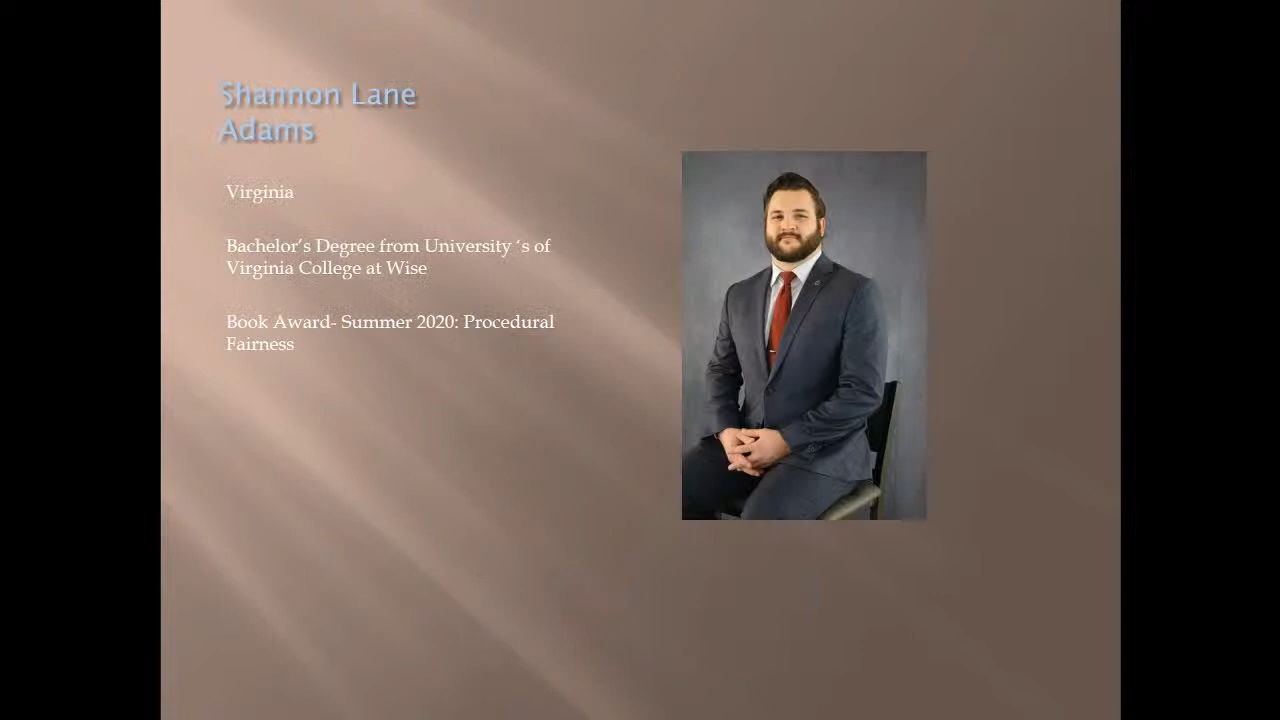 Shannon Lane
Adams
Virginia
Bachelor’s Degree from University ‘s of
Virginia College at Wise
Book Award- Summer 2020: Procedural
Fairness